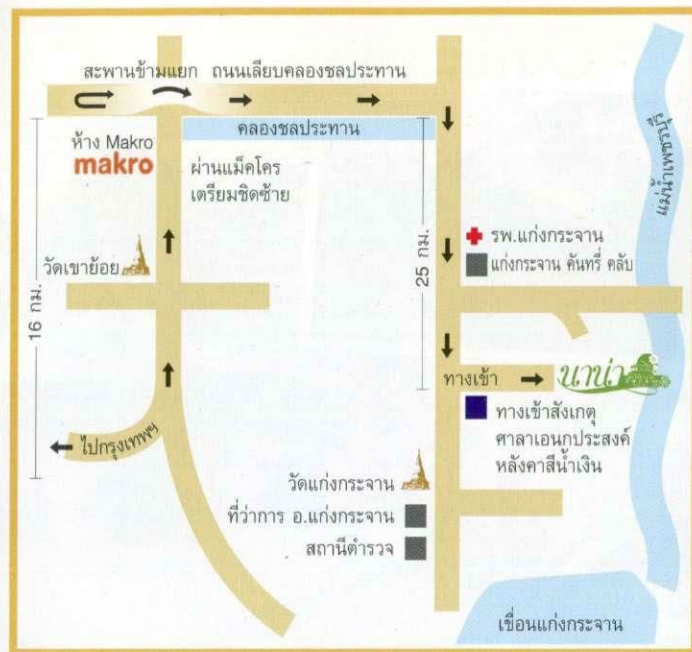 สะพานข้ามแยก ถนนเลียบคลองชลประทาน
คลองชลประทาน
ห้าง Makro
makro
ผ่านแม็คโคร
เตรียมชิดซ้าย
แม่น้ำเพชรบุรี
วัดเขาย้อย
16 กม.
25 กม.
รพ.แก่งกระจาน
แก่งกระจาน คันทรี่ คลับ
ทางเข้า
นาน่า
ทางเข้าสังเกตุ
ศาลาเอนกประสงค์
หลังคาสีน้ำเงิน
ไปกรุงเทพฯ
วัดแก่งกระจาน
ที่ว่าการ อ.แก่งกระจาน
สถานีตำรวจ
เขื่อนแก่งกระจาน